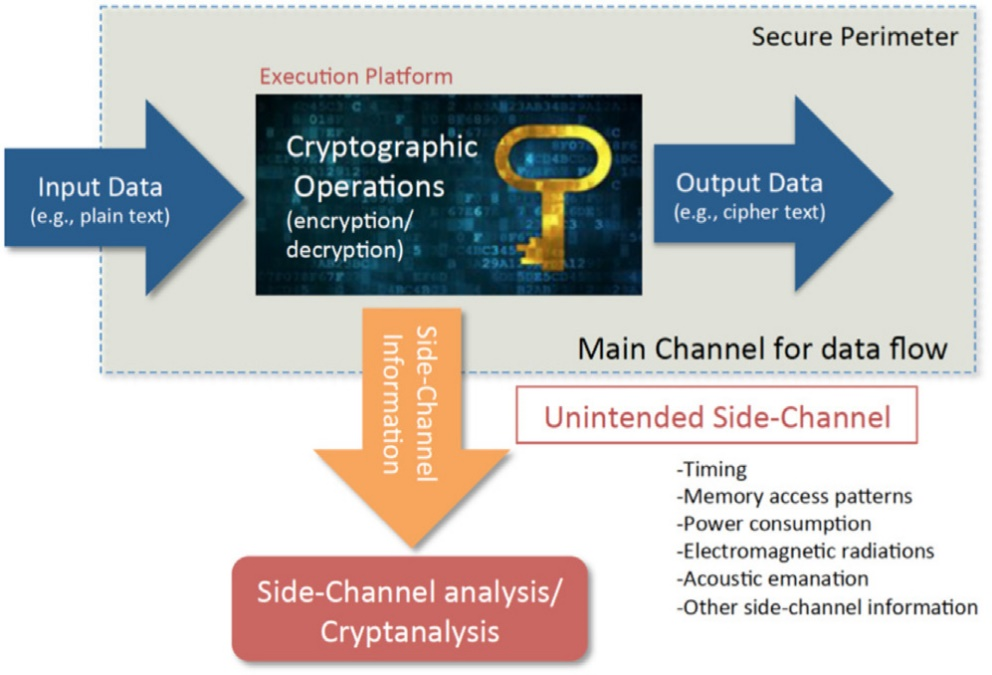 Secure Perimeter
Execution Platform
Input Data
(e.g., plain text)
Cryptographic
Operations
(encryption/
decryption)
Output Data
(e.g., cipher text)
Main Channel for data flow
Side-Channel
Information
Unintended Side-Channel
-Timing
-Memory access patterns
-Power consumption
-Electromagnetic radiations
-Acoustic emanation
-Other side-channel information
Side-Channel analysis/
Cryptanalysis